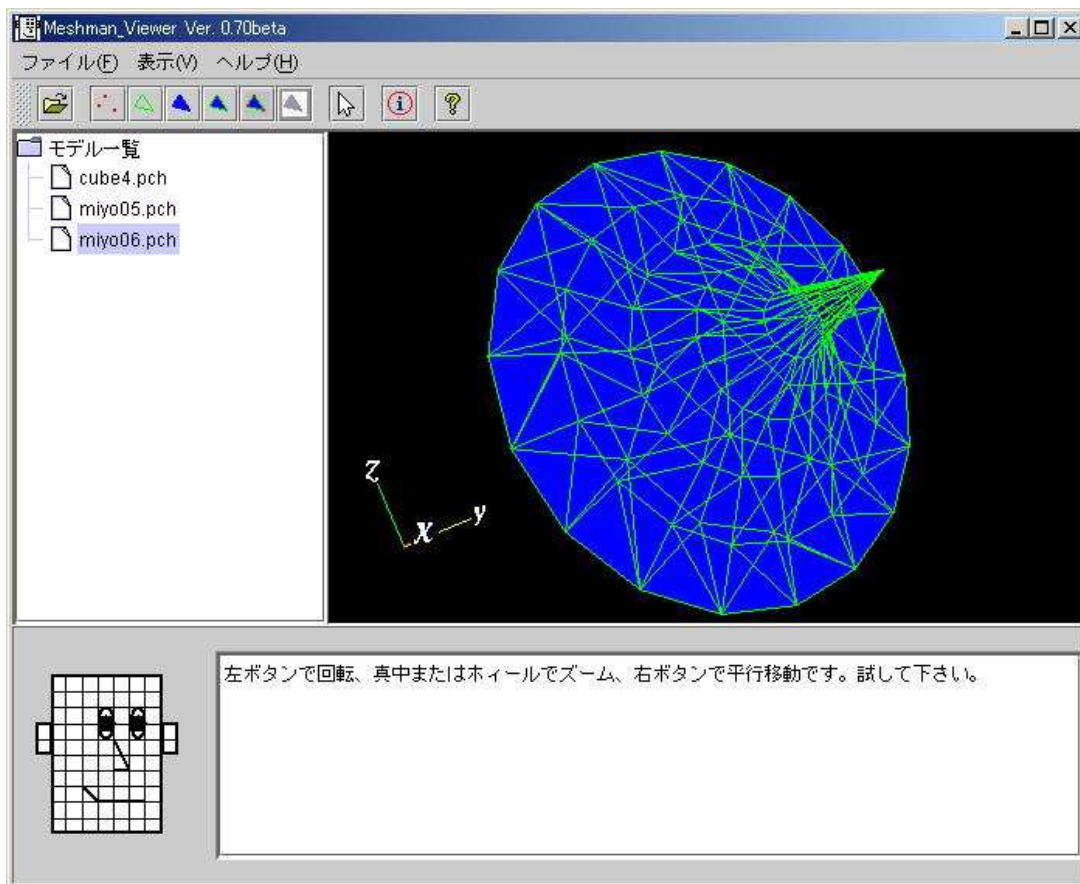 Meshman_Viewer Ver. 0.70beta
ファイル(F) 表示(V) ヘルプ(H)
モデル一覧
cube4.pch
miyo05.pch
miyo06.pch
Z
X
y
左ボタンで回転、真中またはホィールでズーム、右ボタンで平行移動です。試して下さい。